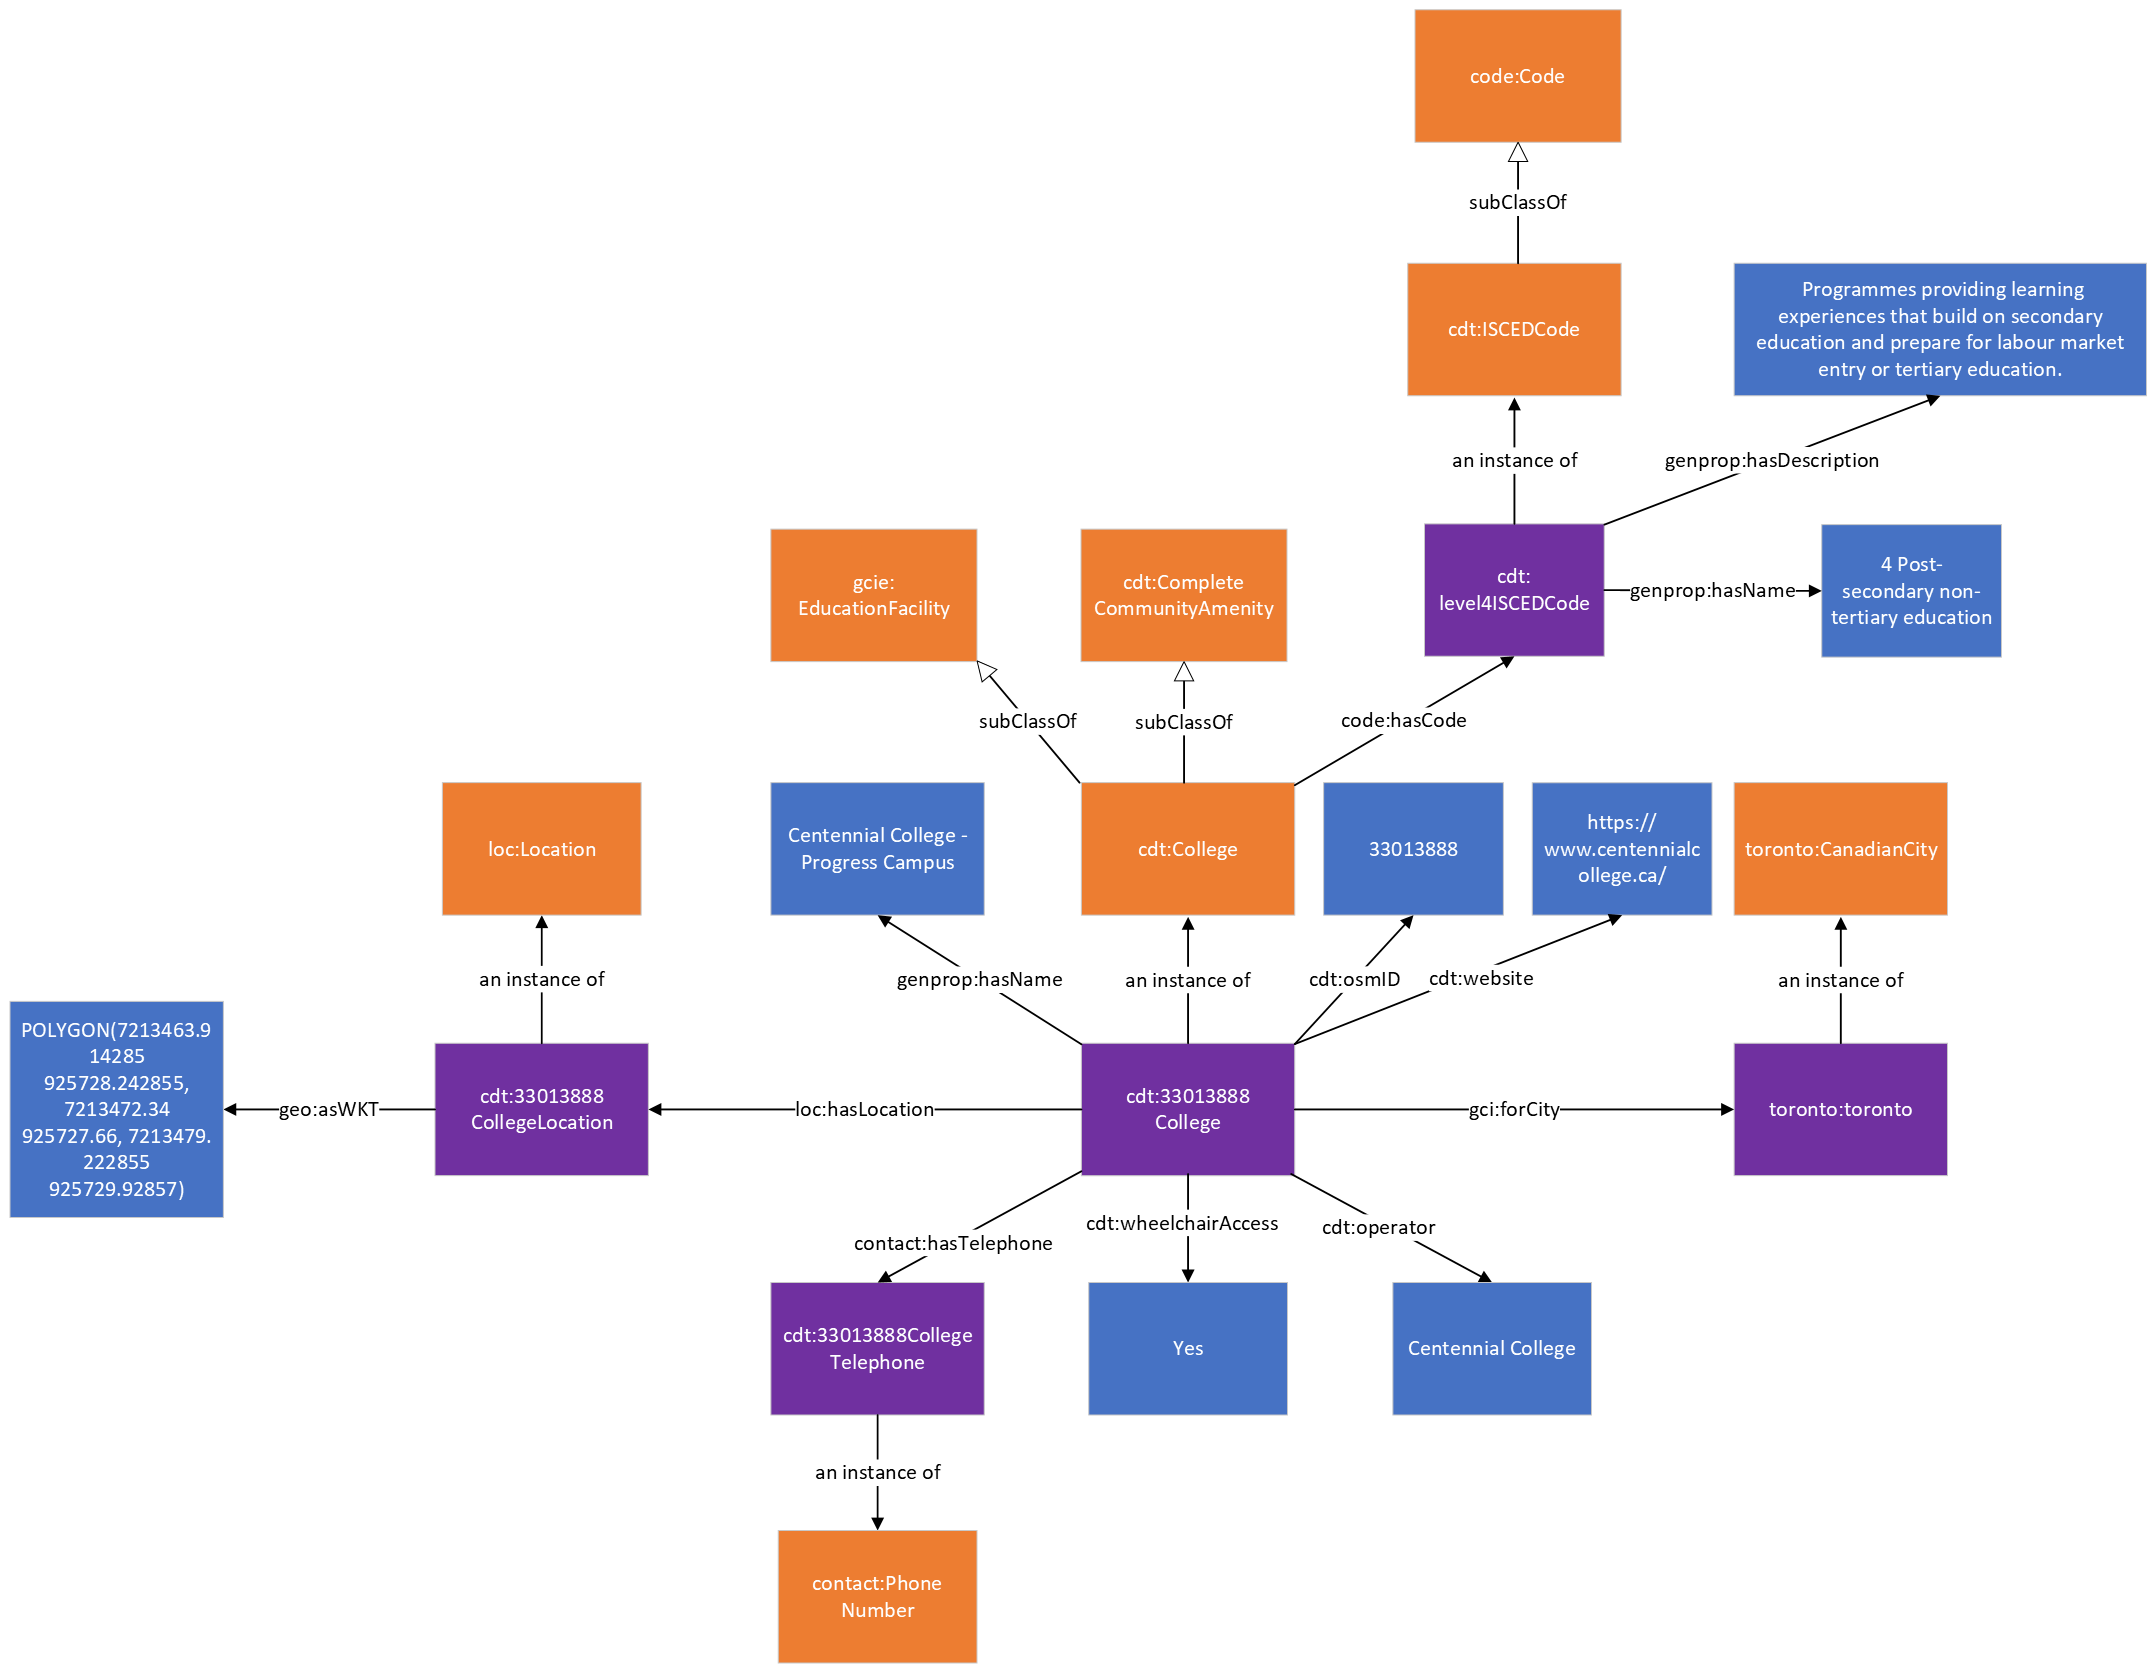 code:Code
subClassOf
cdt:ISCEDCode
Programmes providing learning
experiences that build on secondary
education and prepare for labour market
entry or tertiary education.
an instance of
genprop:hasDescription
gcie:
EducationFacility
cdt:Complete
CommunityAmenity
cdt:
level4ISCEDCode
genprop:hasName
4 Post-
secondary non-
tertiary education
subClassOf
subClassOf
code:hasCode
loc:Location
Centennial College -
Progress Campus
cdt:College
33013888
https://
www.centennialc
ollege.ca/
toronto:CanadianCity
an instance of
genprop:hasName
an instance of
cdt:osmID
cdt:website
an instance of
POLYGON(7213463.9
14285
925728.242855,
7213472.34
925727.66, 7213479.
222855
925729.92857)
geo:asWKT
cdt:33013888
CollegeLocation
loc:hasLocation
cdt:33013888
College
gci:forCity
toronto:toronto
contact:hasTelephone
cdt:wheelchairAccess
cdt:operator
cdt:33013888College
Telephone
Yes
Centennial College
an instance of
contact:Phone
Number